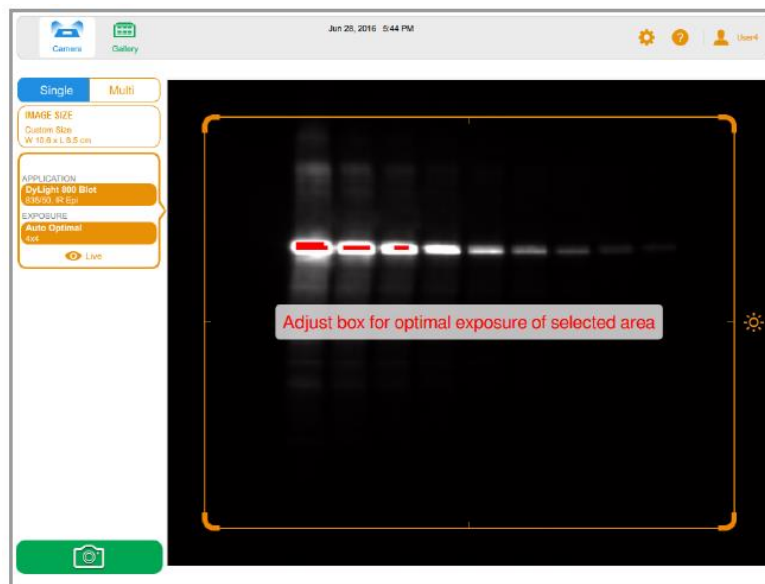 Jun 28, 2016 5:44 PM
Camera
Gallery
User4
Single
Multi
IMAGE SIZE
Custom Size
W 10.6 x L 8.5 cm
APPLICATION
DyLight 800 Blot
835/50, IR Epi
EXPOSURE
Auto Optimal
4x4
Live
Adjust box for optimal exposure of selected area